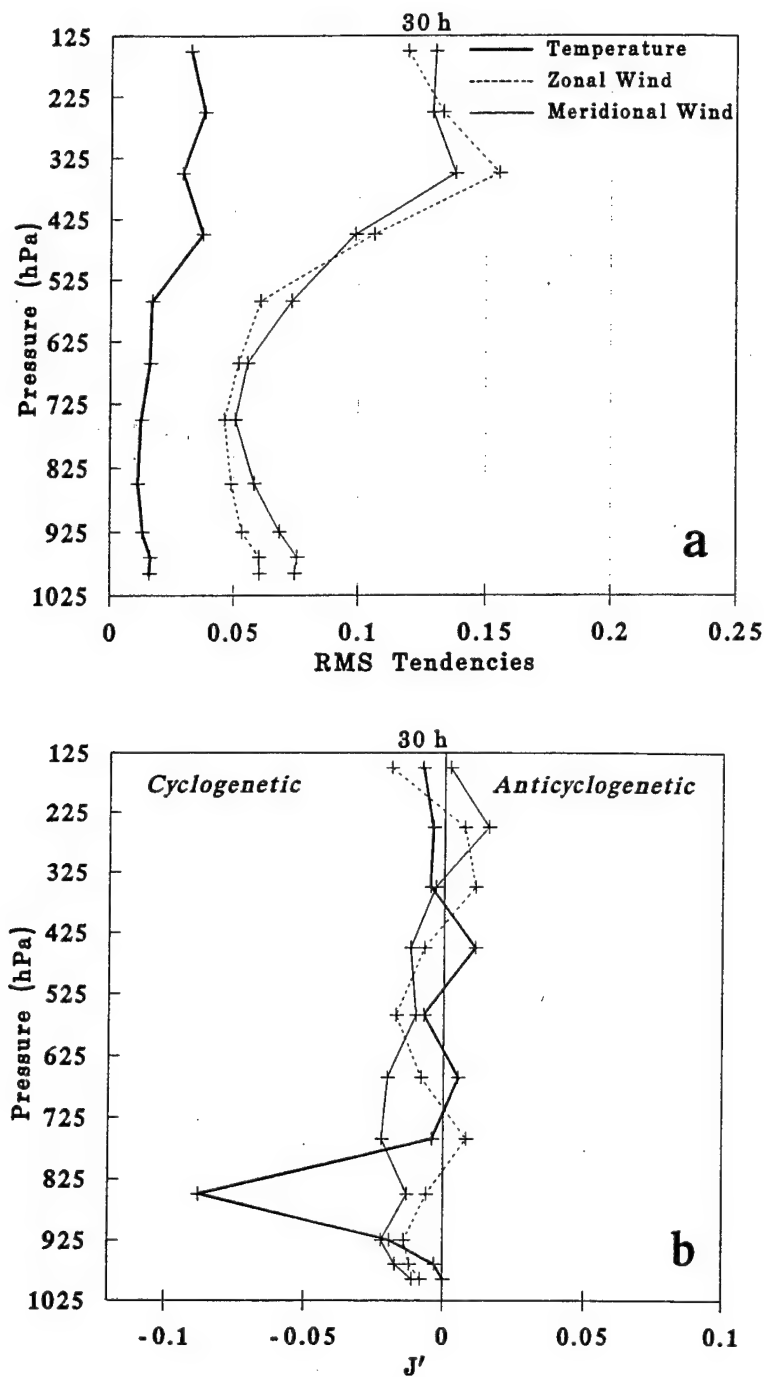 30 h
125
Temperature
Zonal Wind
225
Meridional Wind
325
425
525
625
725
825
925
1025
Pressure (hPa)
a
0 0.05 0.1 0.15 0.2 0.25
RMS Tendencies
30 h
125
Cyclogenetic Anticyclogenetic
225
325
425
525
625
725
825
925
1025
Pressure (hPa)
b
-0.1 -0.05 0 0.05 0.1
J'